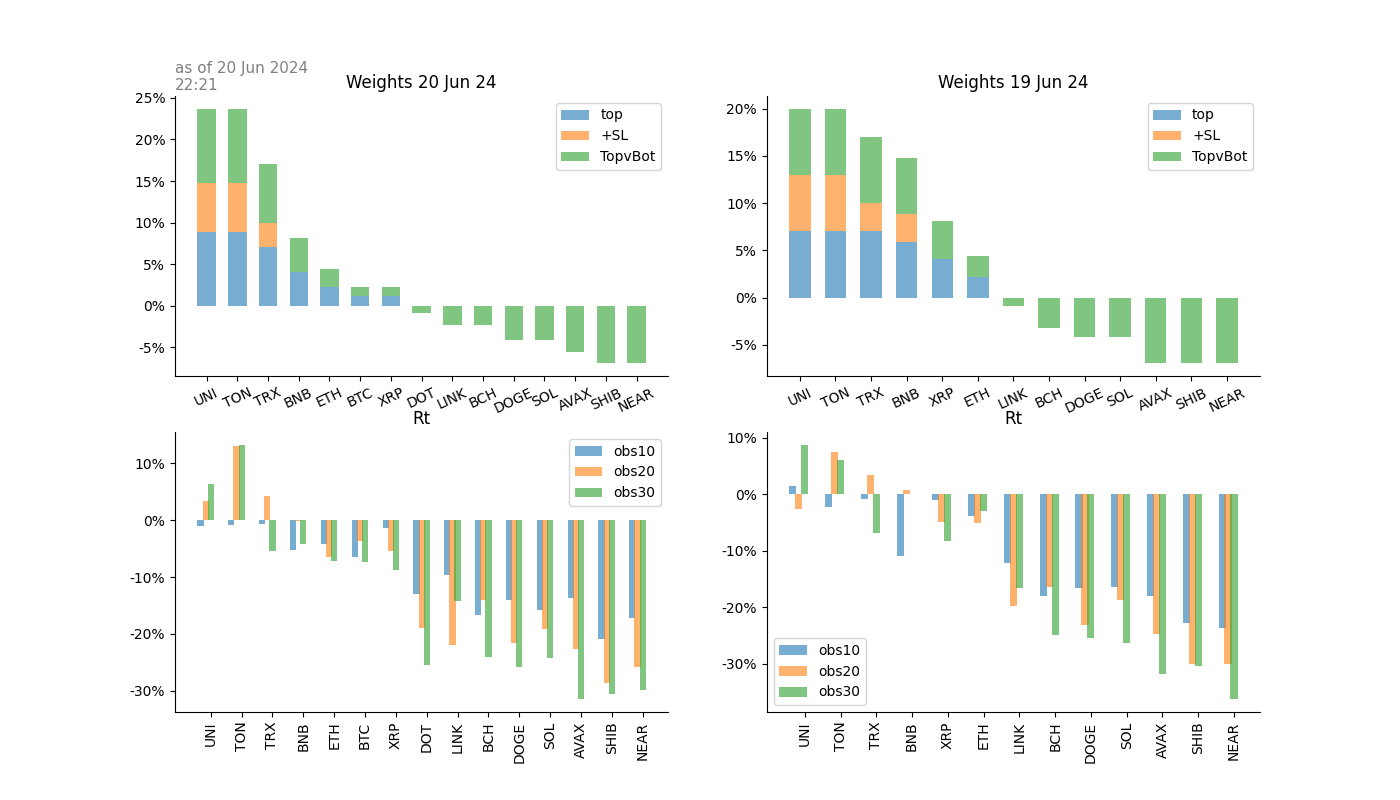 as of 20 Jun 2024
22:21
Weights 20 Jun 24
25%
20%
15%
10%
5%
0%
-5%
top
+SL
TopvBot
UNI TON TRX BNB ETH BTC XRP DOT LINK BCH DOGE SOL AVAX SHIB NEAR
Weights 19 Jun 24
20%
15%
10%
5%
0%
-5%
top
+SL
TopvBot
UNI TON TRX BNB XRP ETH LINK BCH DOGE SOL AVAX SHIB NEAR
Rt
10%
0%
-10%
-20%
-30%
obs10
obs20
obs30
UNI TON TRX BNB ETH BTC XRP DOT LINK BCH DOGE SOL AVAX SHIB NEAR
Rt
10%
0%
-10%
-20%
-30%
obs10
obs20
obs30
UNI TON TRX BNB XRP ETH LINK BCH DOGE SOL AVAX SHIB NEAR